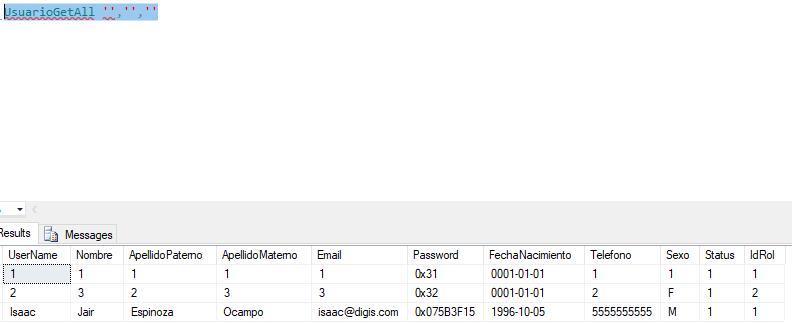 UsuarioGetAll '','',''
Results Messages
UserName Nombre ApellidoPaterno ApellidoMaterno Email Password FechaNacimiento Telefono Sexo Status IdRol
1 1 1 1 1 0x31 0001-01-01 1 1 1 1
2 3 2 3 3 0x32 0001-01-01 2 F 1 2
Isaac Jair Espinoza Ocampo isaac@digis.com 0x075B3F15 1996-10-05 5555555555 M 1 1